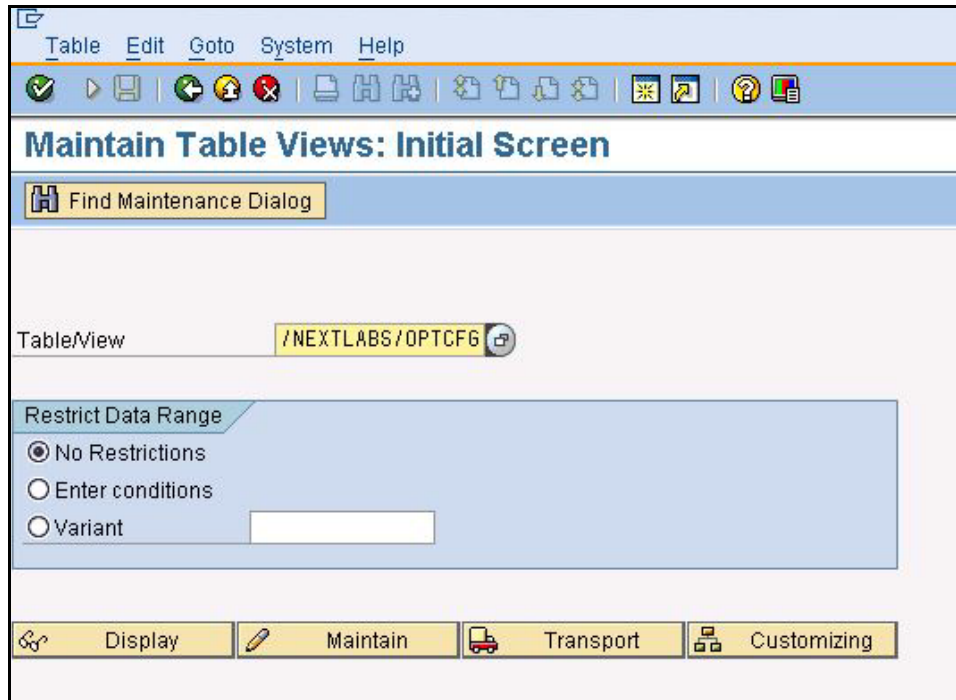 Table Edit Goto System Help
Maintain Table Views: Initial Screen
Find Maintenance Dialog
Table/View /NEXTLABS/OPTCFG
Restrict Data Range
No Restrictions
Enter conditions
Variant
Display Maintain Transport Customizing